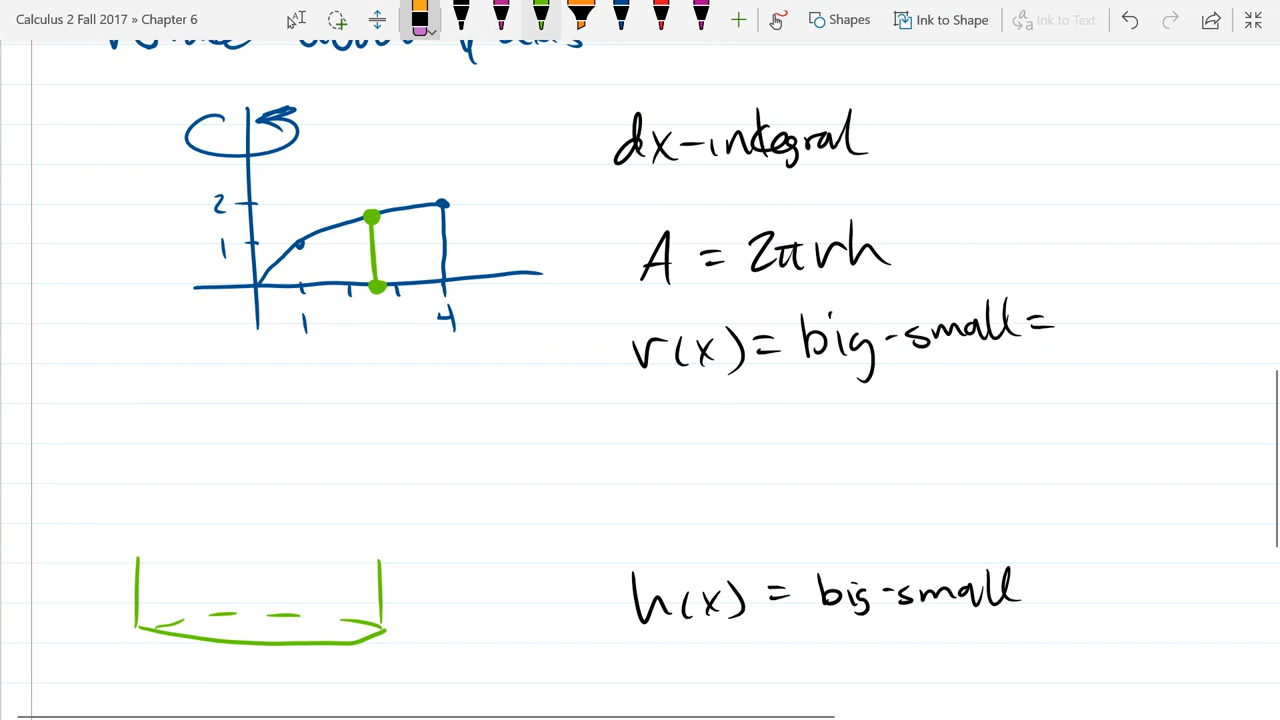 Calculus 2 Fall 2017 » Chapter 6
Shapes
Ink to Shape
Ink to Text
dx-integral
2
1
1
4
A = 2πrh
r(x) = big-small =
h(x) = big-small